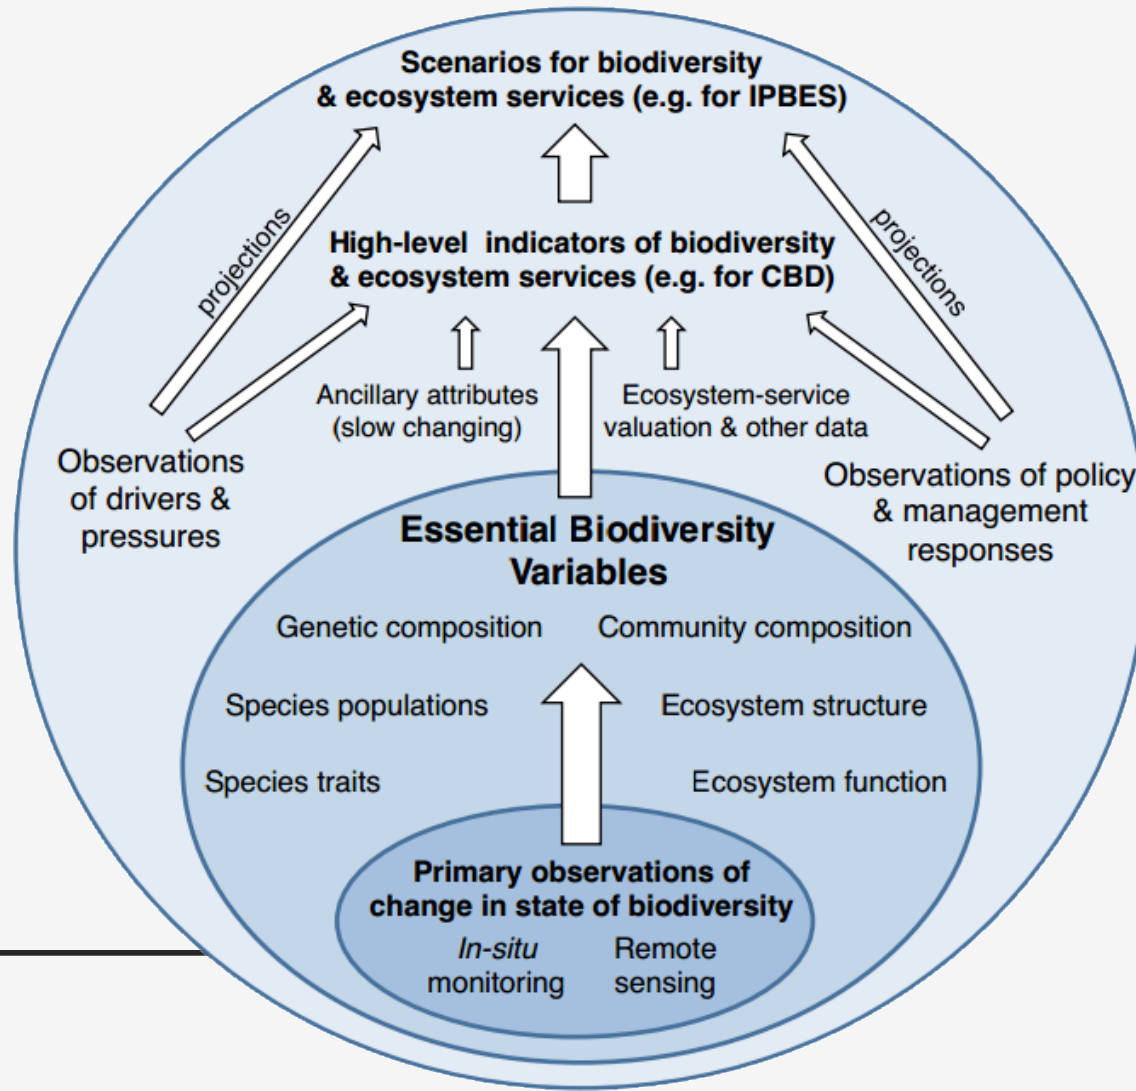 Scenarios for biodiversity
& ecosystem services (e.g. for IPBES)
projections
projections
High-level indicators of biodiversity
& ecosystem services (e.g. for CBD)
Ancillary attributes
(slow changing)
Ecosystem-service
valuation & other data
Observations
of drivers &
pressures
Observations of policy
& management
responses
Essential Biodiversity
Variables
Genetic composition
Community composition
Species populations
Ecosystem structure
Species traits
Ecosystem function
Primary observations of
change in state of biodiversity
In-situ
monitoring
Remote
sensing